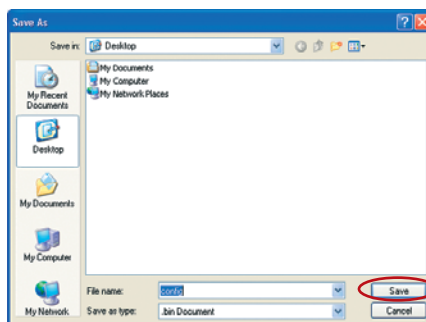 Save As
Save in: Desktop
My Documents
My Computer
My Network Places
My Recent
Documents
Desktop
My Documents
My Computer
My Network
File name: config
Save
Save as type: .bin Document
Cancel